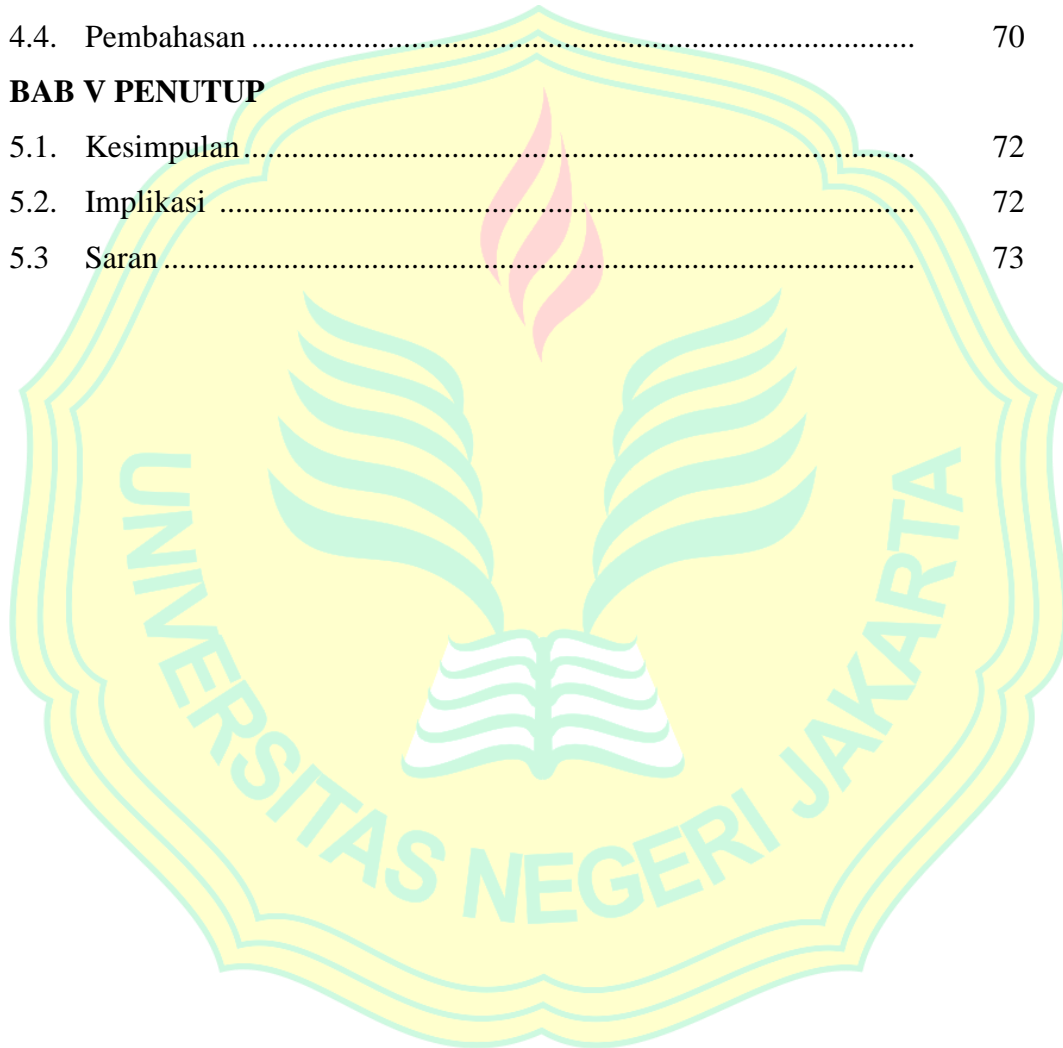 4.4. Pembahasan ........................................................................... 70
BAB V PENUTUP
5.1. Kesimpulan ........................................................................... 72
5.2. Implikasi ........................................................................... 72
5.3 Saran ........................................................................... 73
UNIVERSITAS NEGERI JAKARTA